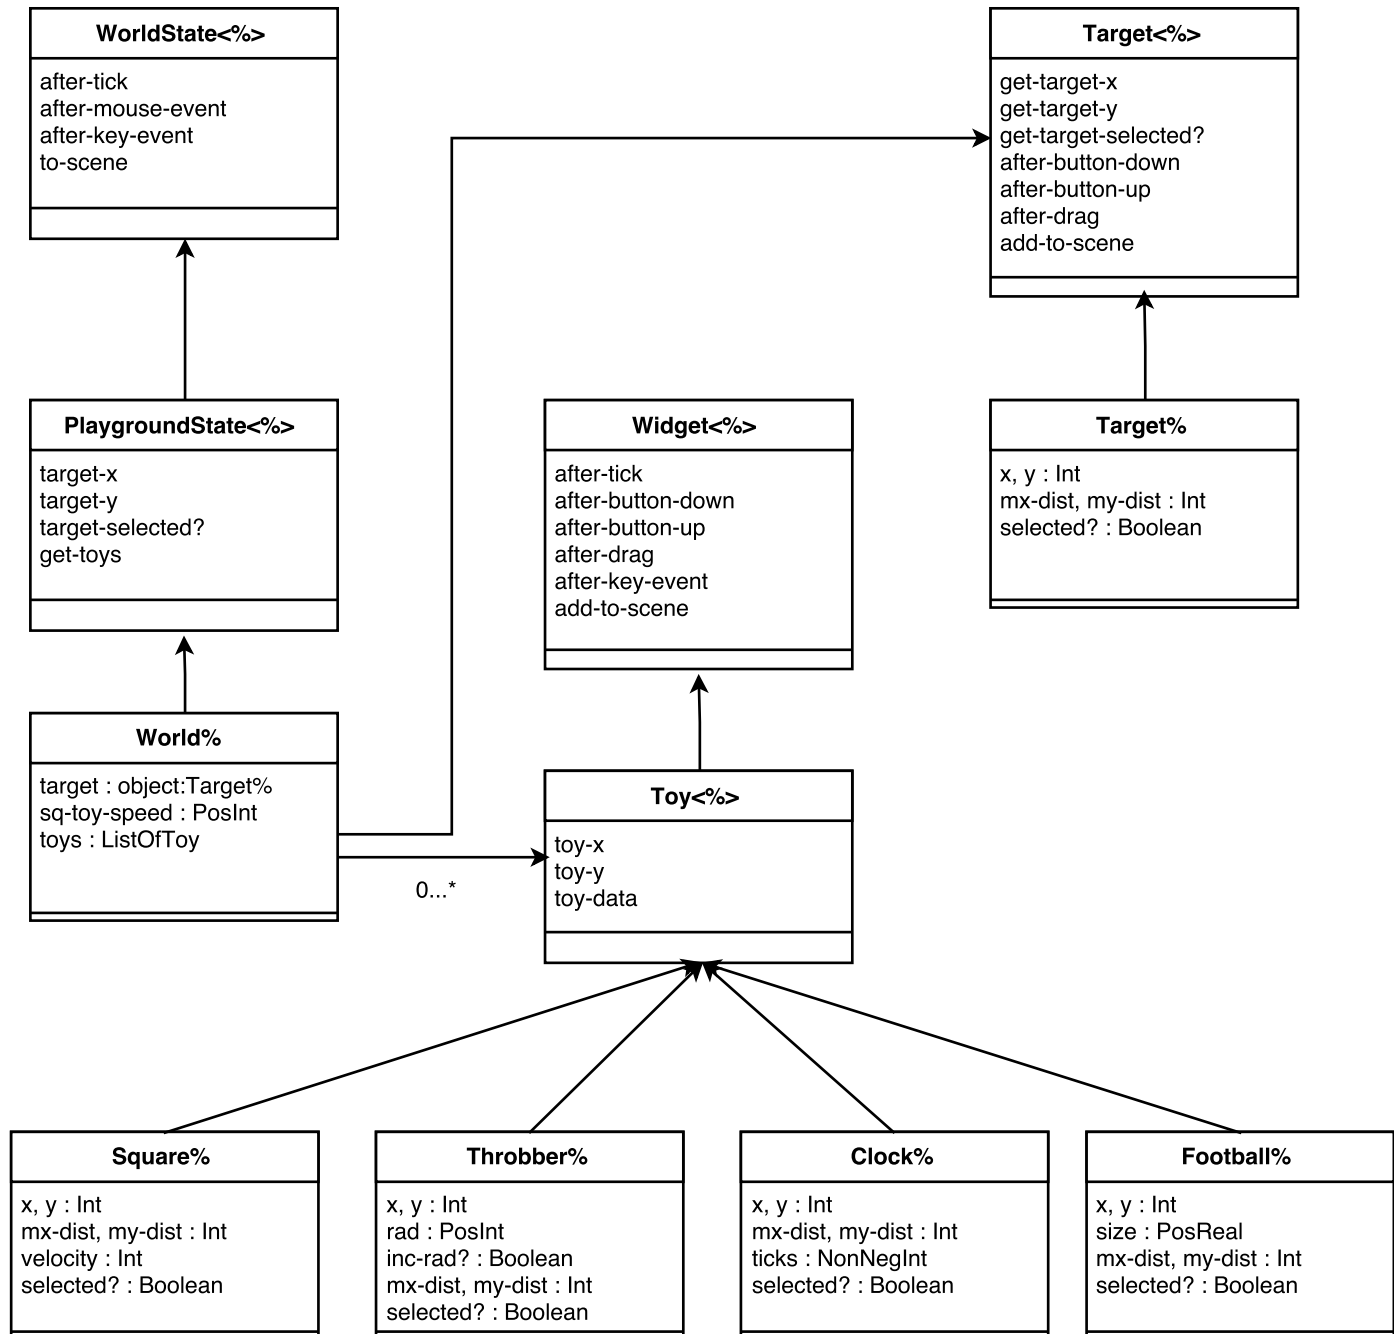 WorldState<%>
after-tick
after-mouse-event
after-key-event
to-scene
Target<%>
get-target-x
get-target-y
get-target-selected?
after-button-down
after-button-up
after-drag
add-to-scene
PlaygroundState<%>
target-x
target-y
target-selected?
get-toys
Widget<%>
after-tick
after-button-down
after-button-up
after-drag
after-key-event
add-to-scene
Target%
x, y : Int
mx-dist, my-dist : Int
selected? : Boolean
World%
target : object:Target%
sq-toy-speed : PosInt
toys : ListOfToy
0...*
Toy<%>
toy-x
toy-y
toy-data
Square%
x, y : Int
mx-dist, my-dist : Int
velocity : Int
selected? : Boolean
Throbber%
x, y : Int
rad : PosInt
inc-rad? : Boolean
mx-dist, my-dist : Int
selected? : Boolean
Clock%
x, y : Int
mx-dist, my-dist : Int
ticks : NonNegInt
selected? : Boolean
Football%
x, y : Int
size : PosReal
mx-dist, my-dist : Int
selected? : Boolean